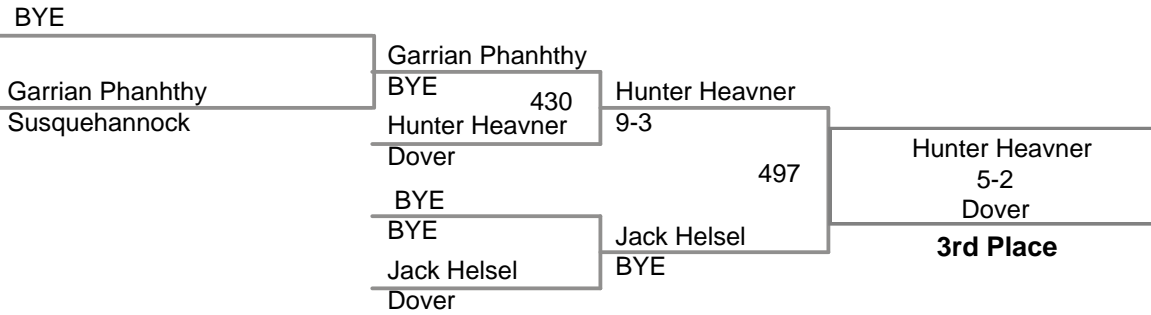 BYE
Garrian Phanhthy
Susquehannock
Garrian Phanhthy
BYE
430
Hunter Heavner
Dover
BYE
BYE
Jack Helsel
Dover
Hunter Heavner
9-3
497
Jack Helsel
BYE
Hunter Heavner
5-2
Dover
3rd Place